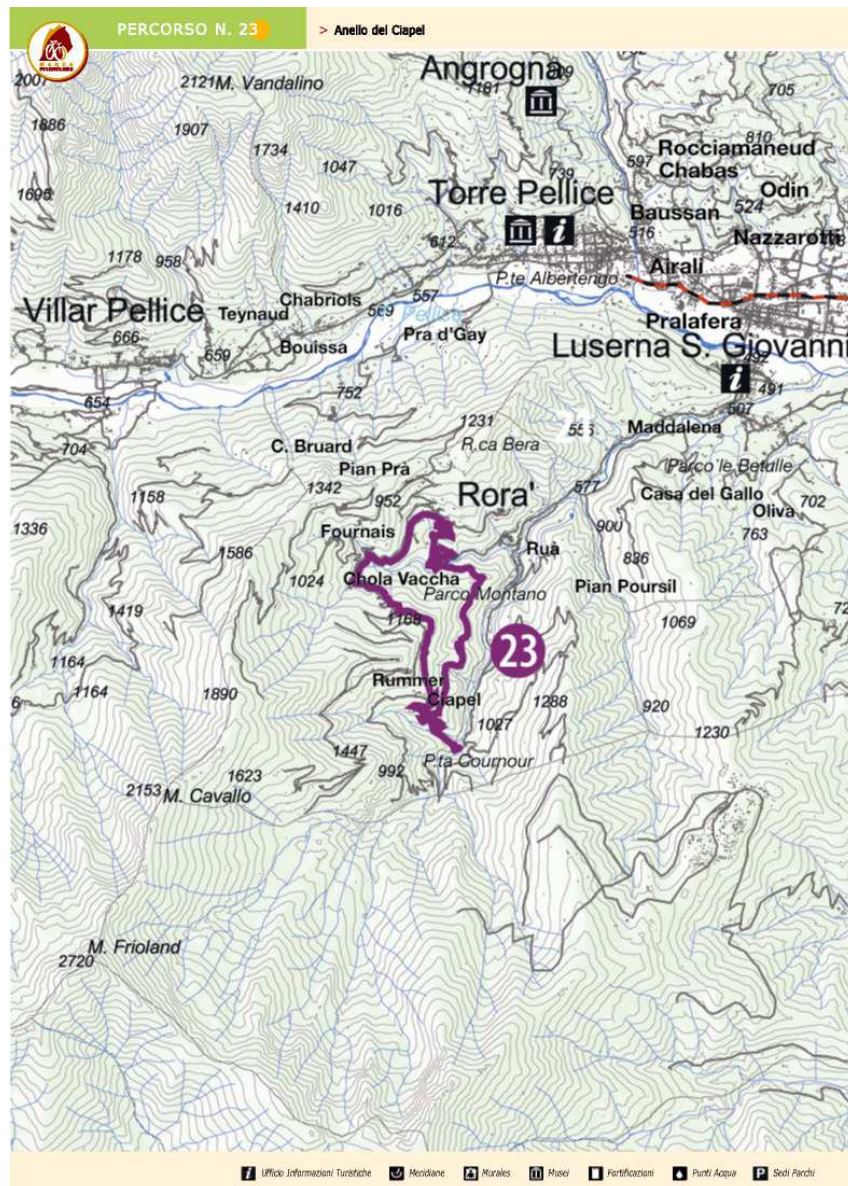 PERCORSO N. 23
> Anello del Ciapel
Angrogna
2007
2121 M. Vandalino
1181
705
1686
1907
1734
1047
597
810
Rocciamaneud
Chabas
739
Odin
1695
Torre Pellice
1410
1016
Baussan
524
516
Nazzarotti
612
1178
958
P.te Albertengo
Airali
Villar Pellice
Teynaud
Chabriols
557
569
Pellice
Pralafera
666
659
Bouissa
Pra d'Gay
Luserna S. Giovanni
654
752
491
507
1231
556
Maddalena
704
C. Bruard
R.ca Bera
Pian Prà
Parco le Betulle
1158
1342
952
Rora'
577
Casa del Gallo
702
Oliva
1336
Fournais
900
763
1586
Ruà
836
1024
Chola Vaccha
Parco Montano
Pian Poursil
1419
1168
1069
72
23
1164
1164
1890
Rummer
Ciapel
1288
920
1027
1230
1447
P.ta Cournour
992
1623
2153
M. Cavallo
M. Frioland
2720
i Ufficio Informazioni Turistiche Meridiane Murales Musei Fortificazioni Punti Acqua P Sedi Parchi